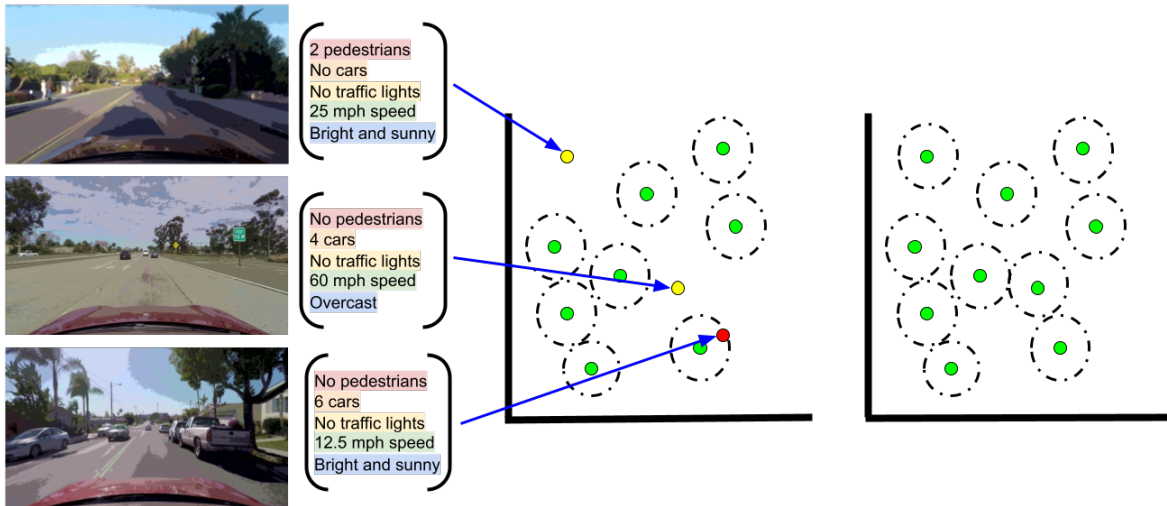 2 pedestrians
No cars
No traffic lights
25 mph speed
Bright and sunny
No pedestrians
4 cars
No traffic lights
60 mph speed
Overcast
No pedestrians
6 cars
No traffic lights
12.5 mph speed
Bright and sunny